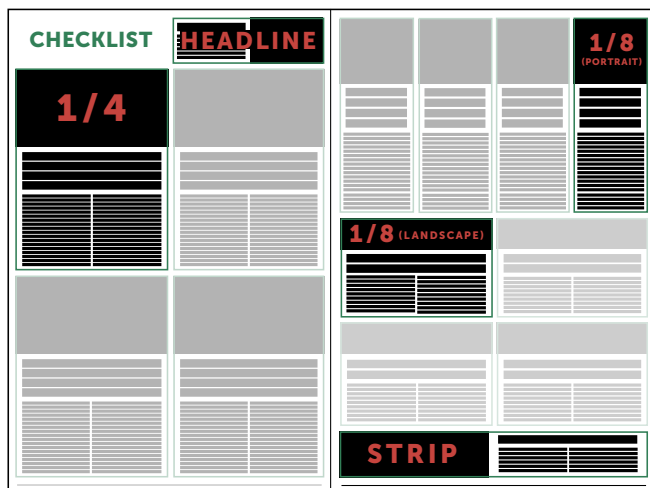 CHECKLIST
HEADLINE
1/4
1/8
(PORTRAIT)
1/8 (LANDSCAPE)
STRIP